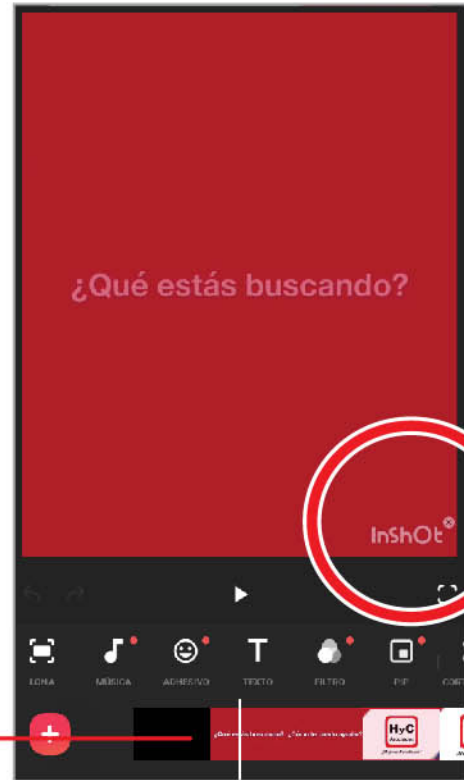 ¿Qué estás buscando?
InShOt
LONA MÚSICA ADHESIVO TEXTO FILTRO PIP
HyC